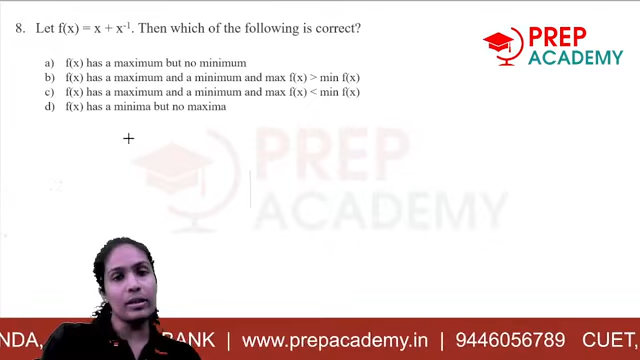 8. Let f(x) = x + x⁻¹. Then which of the following is correct?
PREP
ACADEMY
a) f(x) has a maximum but no minimum
b) f(x) has a maximum and a minimum and max f(x) > min f(x)
c) f(x) has a maximum and a minimum and max f(x) < min f(x)
d) f(x) has a minima but no maxima
PREP
ACADEMY
NDA, BANK | www.prepacademy.in | 9446056789 CUET,